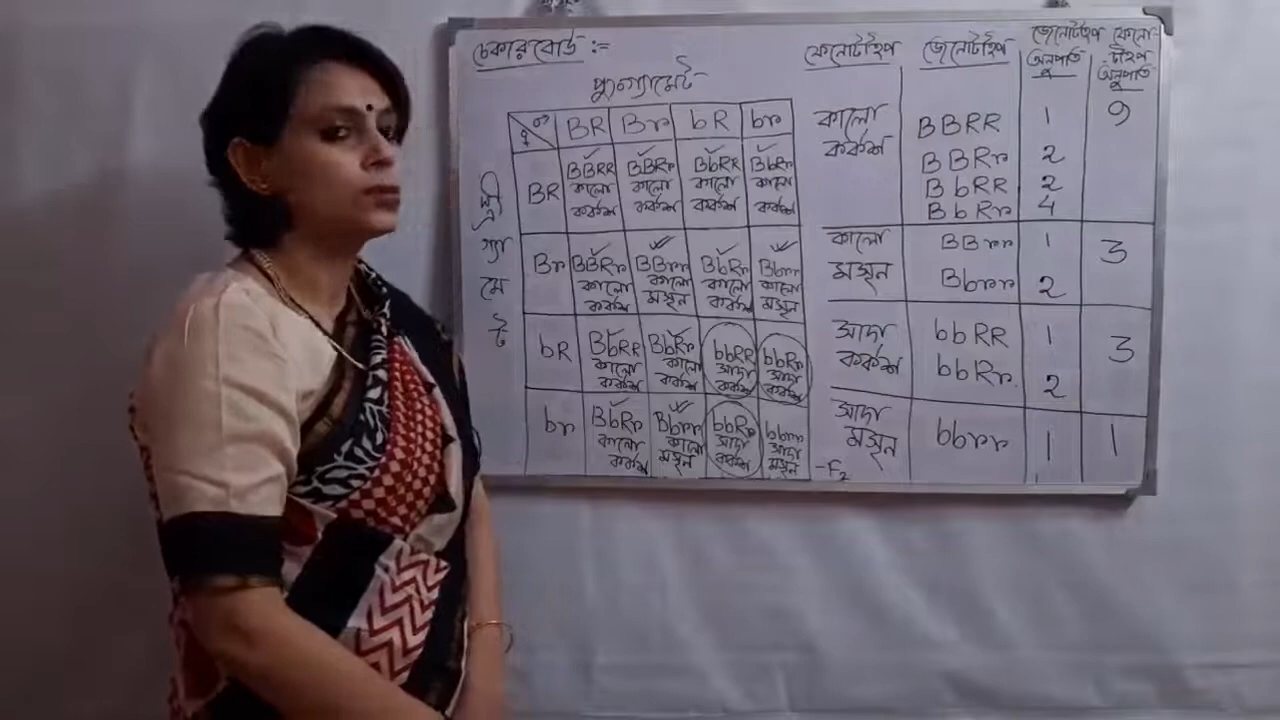 চেকারবোর্ড :=
পুংগ্যামেট
স্ত্রী
গ্যা
মে
ট
♂
♀
BR Br bR br
BR
BBRR BBRr BbRR BbRr
কালো কালো কালো কালো
কর্কশ কর্কশ কর্কশ কর্কশ
Br
BBRr BBrr BbRr Bbrr
কালো কালো কালো কালো
কর্কশ মসৃন কর্কশ মসৃন
bR
BbRR BbRr bbRR bbRr
কালো কালো সাদা সাদা
কর্কশ কর্কশ কর্কশ কর্কশ
br
BbRr Bbrr bbRr bbrr
কালো কালো সাদা সাদা
কর্কশ মসৃন কর্কশ মসৃন
-F2
ফেনোটাইপ জেনোটাইপ জেনোটাইপ অনুপাত ফেনোটাইপ অনুপাত
কালো
কর্কশ
BBRR 1 9
BBRr 2
BbRR 2
BbRr 4
কালো
মসৃন
BBrr 1 3
Bbrr 2
সাদা
কর্কশ
bbRR 1 3
bbRr. 2
সাদা
মসৃন
bbrr 1 1